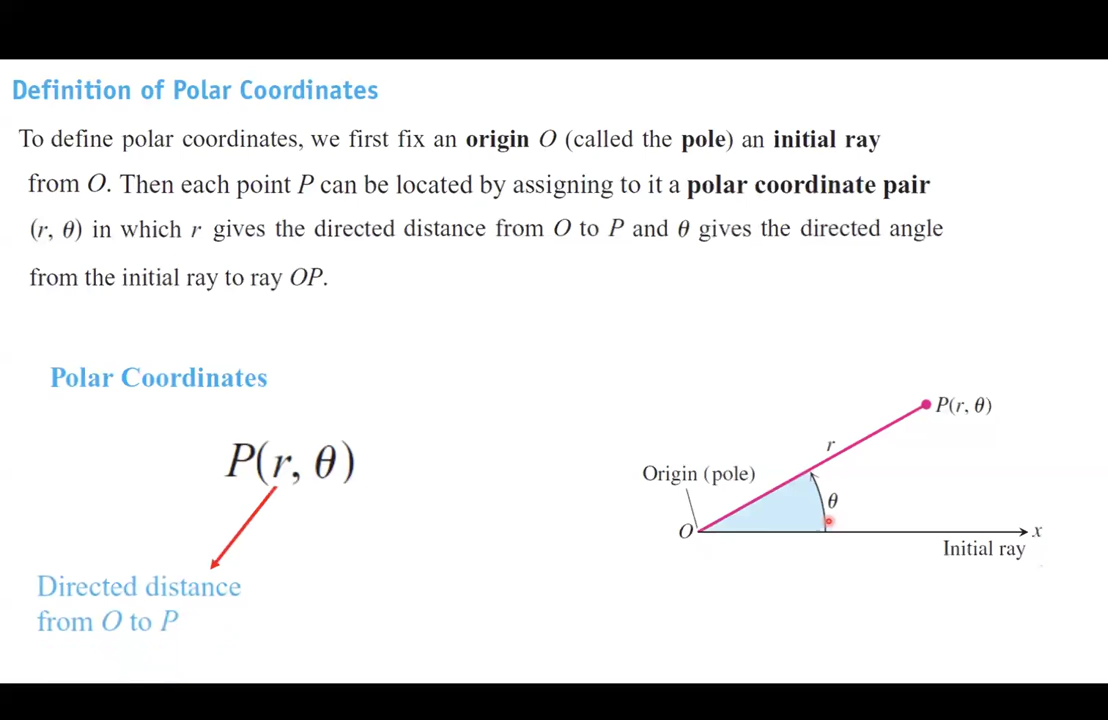 Definition of Polar Coordinates
To define polar coordinates, we first fix an origin O (called the pole) an initial ray
from O. Then each point P can be located by assigning to it a polar coordinate pair
(r, θ) in which r gives the directed distance from O to P and θ gives the directed angle
from the initial ray to ray OP.
Polar Coordinates
P(r, θ)
Directed distance
from O to P
P(r, θ)
r
Origin (pole)
θ
O
x
Initial ray